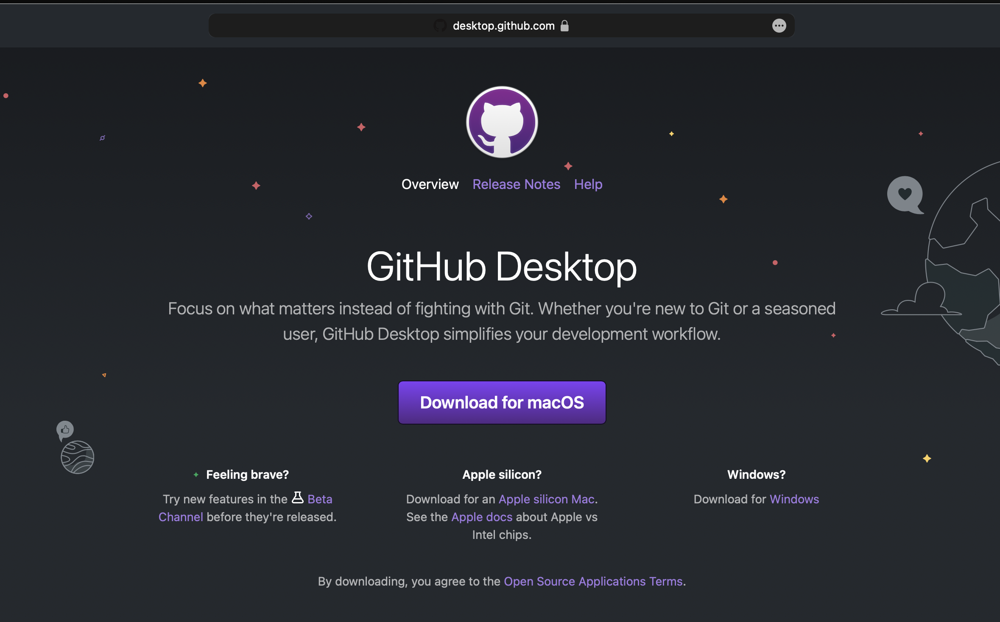 desktop.github.com
Overview Release Notes Help
GitHub Desktop
Focus on what matters instead of fighting with Git. Whether you're new to Git or a seasoned
user, GitHub Desktop simplifies your development workflow.
Download for macOS
Feeling brave?
Try new features in the Beta
Channel before they're released.
Apple silicon?
Download for an Apple silicon Mac.
See the Apple docs about Apple vs
Intel chips.
Windows?
Download for Windows
By downloading, you agree to the Open Source Applications Terms.